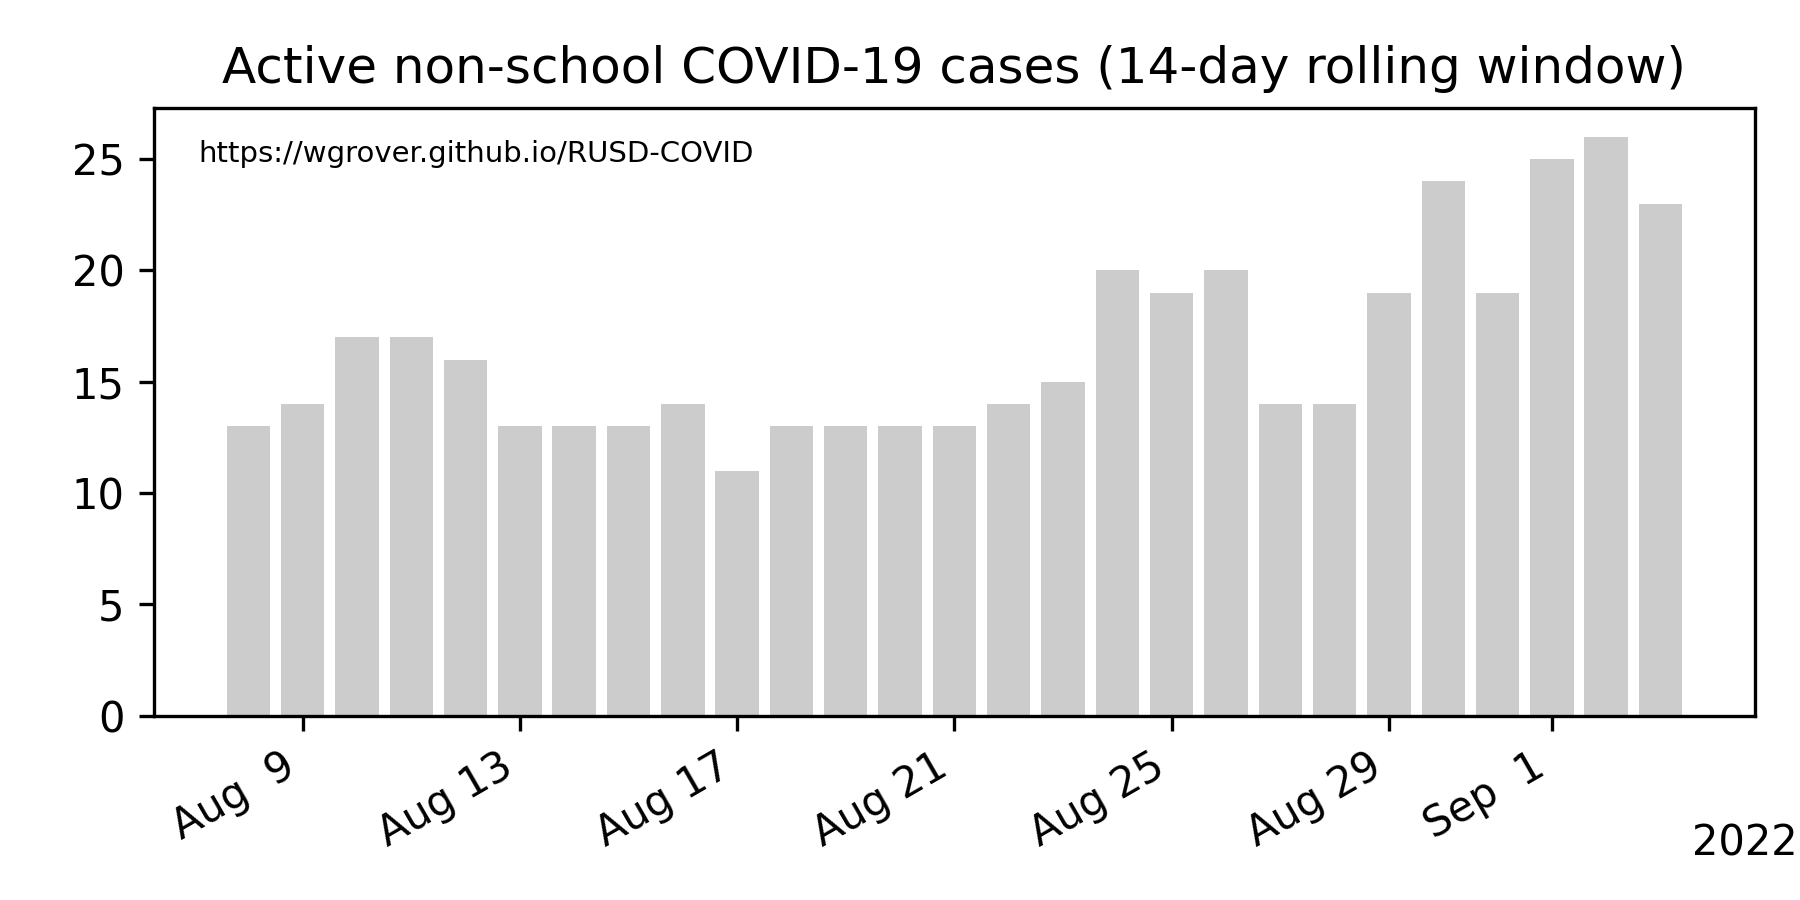 Active non-school COVID-19 cases (14-day rolling window)
https://wgrover.github.io/RUSD-COVID
25
20
15
10
5
0
Aug 9
Aug 13
Aug 17
Aug 21
Aug 25
Aug 29
Sep 1
2022